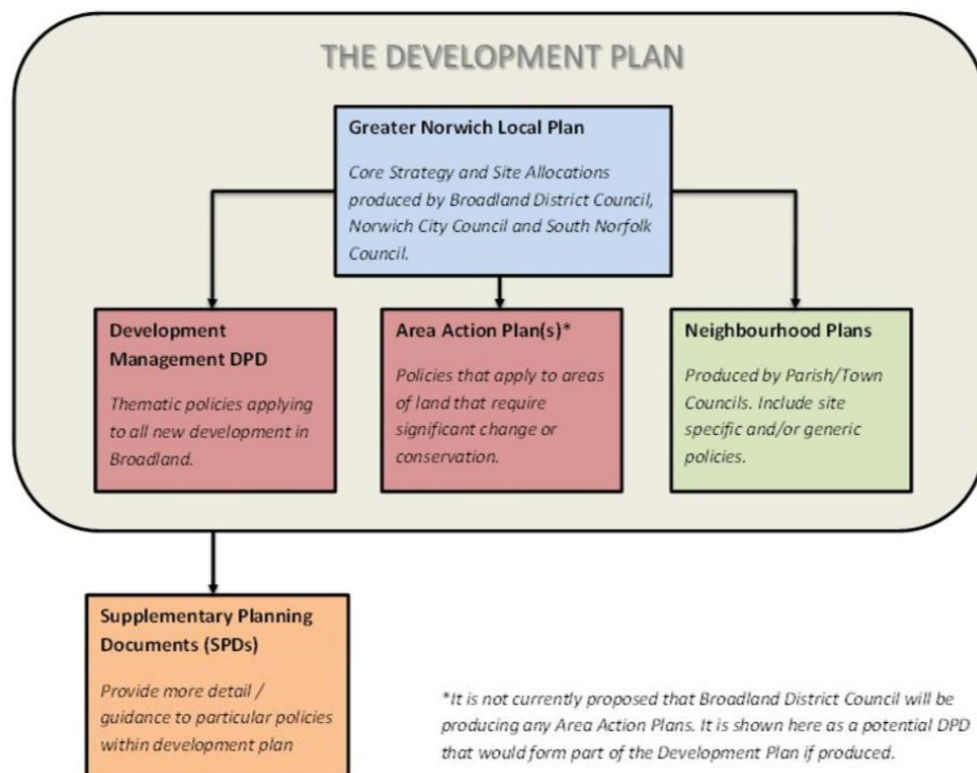 THE DEVELOPMENT PLAN
Greater Norwich Local Plan
Core Strategy and Site Allocations
produced by Broadland District Council,
Norwich City Council and South Norfolk
Council.
Development
Management DPD
Thematic policies applying
to all new development in
Broadland.
Area Action Plan(s)*
Policies that apply to areas
of land that require
significant change or
conservation.
Neighbourhood Plans
Produced by Parish/Town
Councils. Include site
specific and/or generic
policies.
Supplementary Planning
Documents (SPDs)
Provide more detail /
guidance to particular policies
within development plan
*It is not currently proposed that Broadland District Council will be
producing any Area Action Plans. It is shown here as a potential DPD
that would form part of the Development Plan if produced.